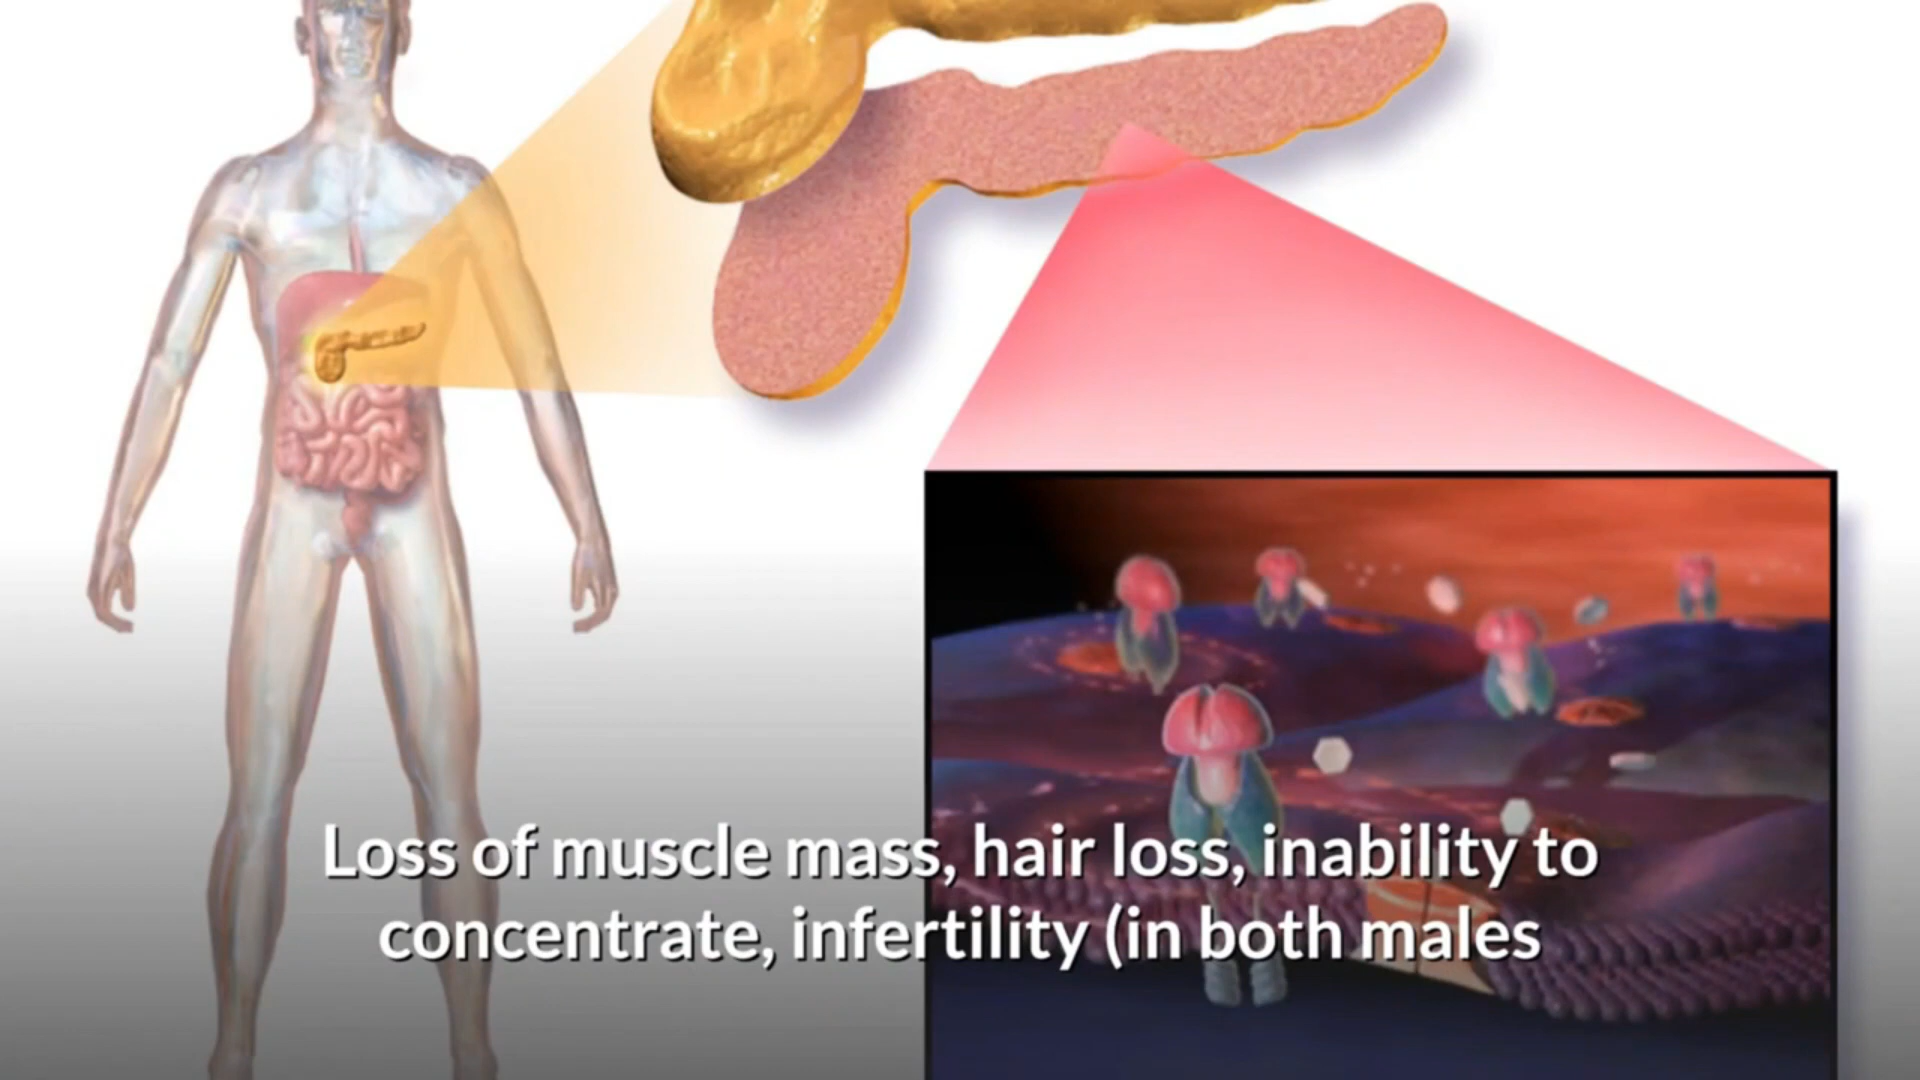 Loss of muscle mass, hair loss, inability to
concentrate, infertility (in both males